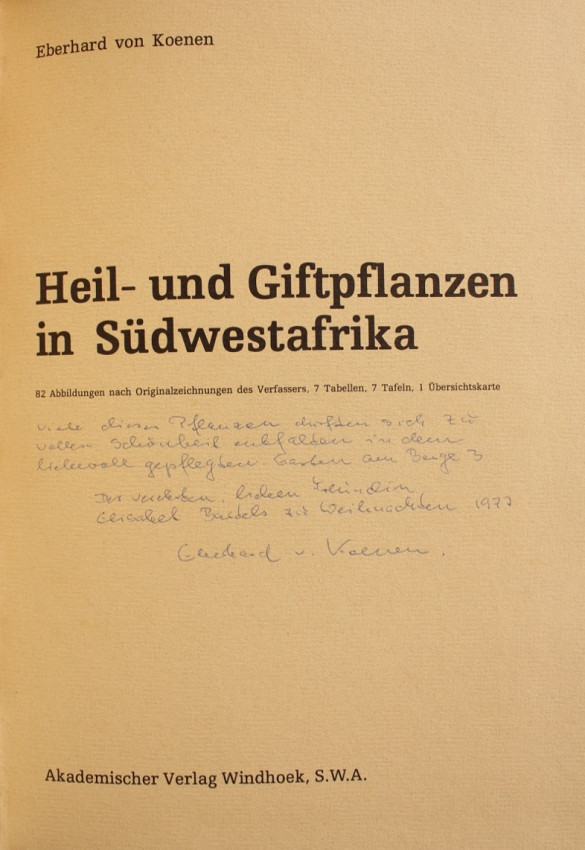 Eberhard von Koenen
Heil- und Giftpflanzen
in Südwestafrika
82 Abbildungen nach Originalzeichnungen des Verfassers, 7 Tabellen, 7 Tafeln, 1 Übersichtskarte
Viele dieser Pflanzen durften sich zu
voller Schönheit entfalten in dem
liebevoll gepflegten Garten am Berge 3
Der verehrten, lieben Freundin
Elisabet zu Weihnachten 1977
Eberhard v. Koenen.
Akademischer Verlag Windhoek, S.W.A.